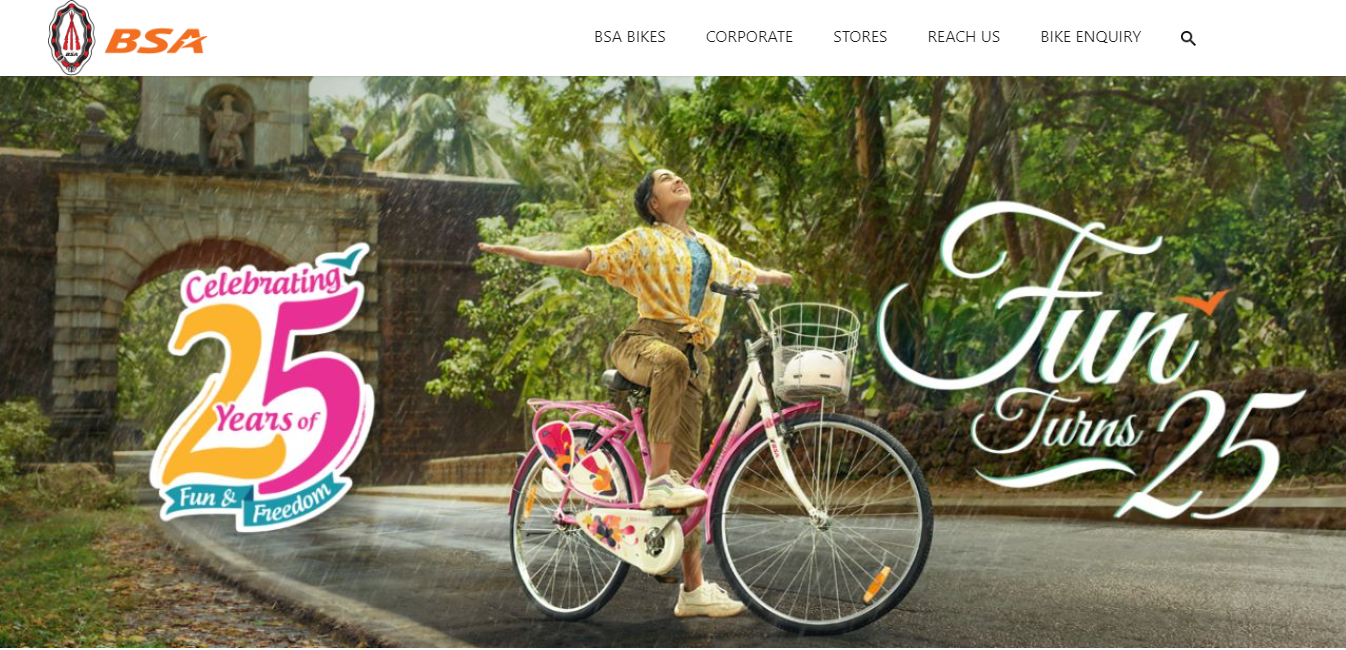 BSA
BSA
BSA BIKES
CORPORATE
STORES
REACH US
BIKE ENQUIRY
Celebrating
25
Years of
Fun &
Freedom
Fun
Turns 25
BSA